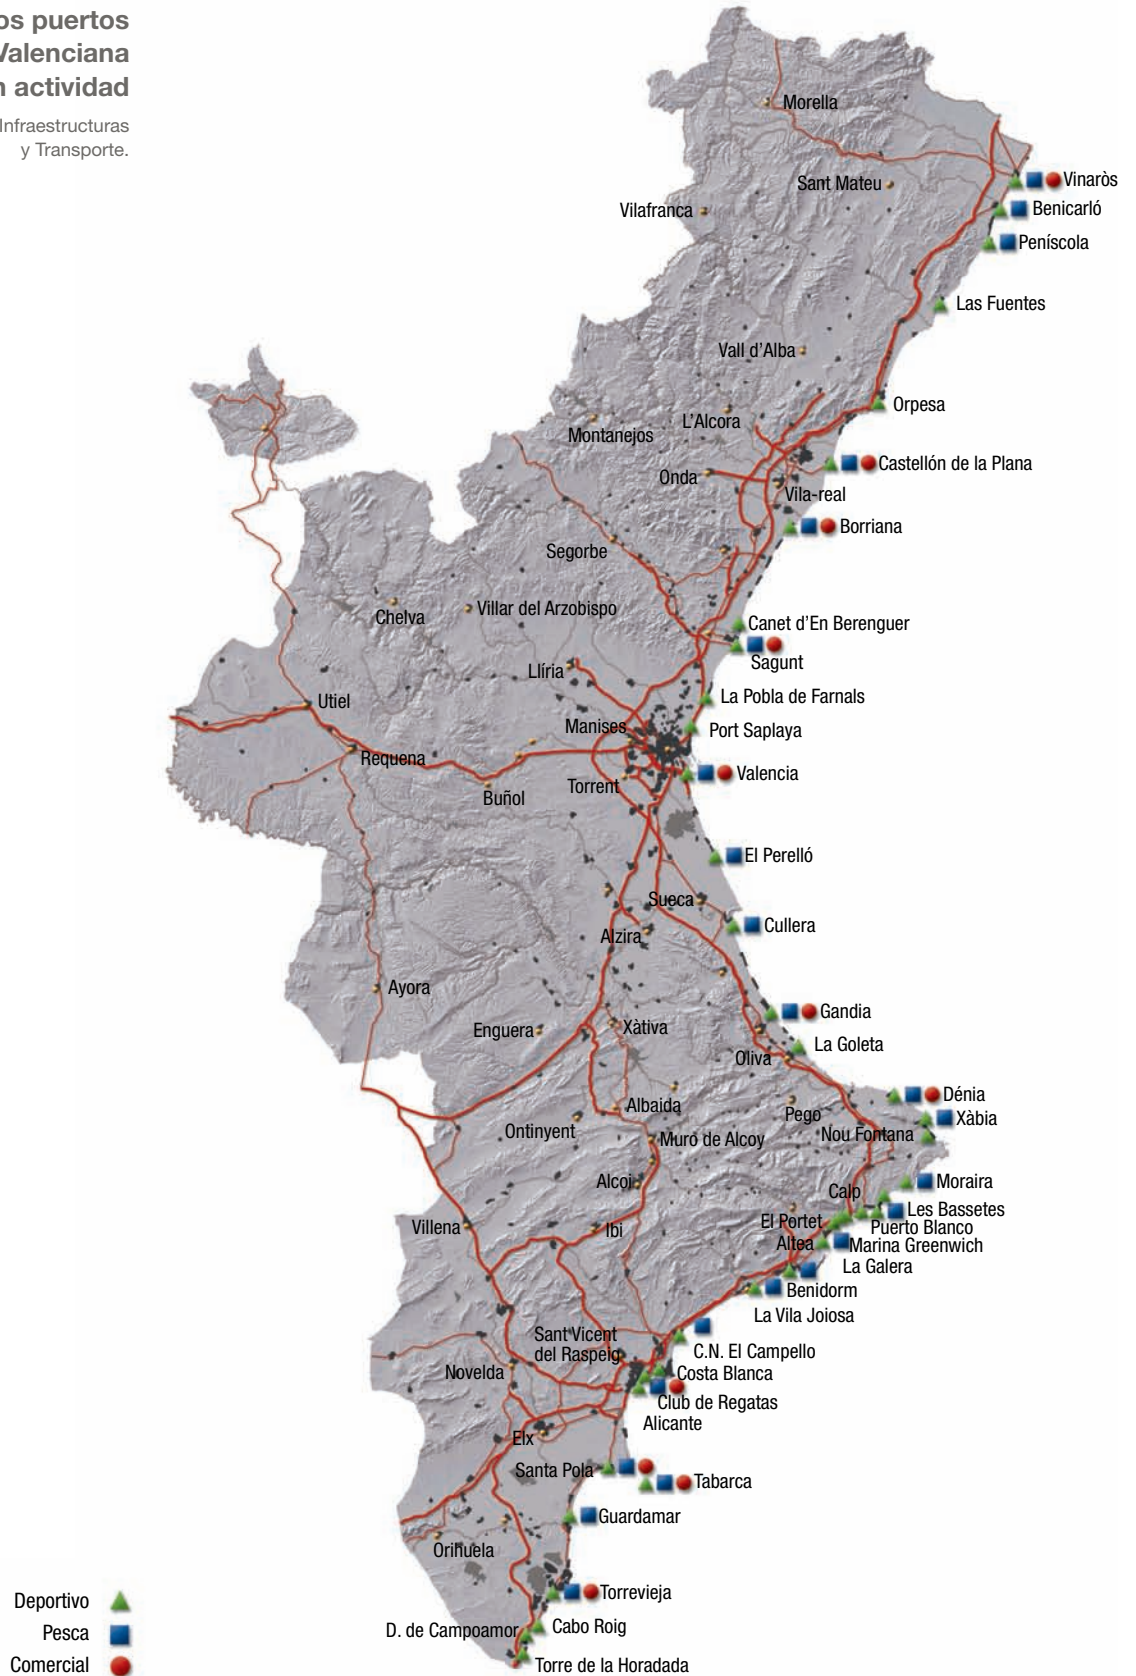 os puertos
Valenciana
n actividad
Infraestructuras
y Transporte.
Morella
Sant Mateu
Vinaròs
Vilafranca
Benicarló
Peníscola
Las Fuentes
Vall d'Alba
Orpesa
L'Alcora
Montanejos
Castellón de la Plana
Onda
Vila-real
Borriana
Segorbe
Chelva
Villar del Arzobispo
Canet d'En Berenguer
Sagunt
Llíria
Utiel
La Pobla de Farnals
Manises
Port Saplaya
Requena
Torrent
Valencia
Buñol
El Perelló
Sueca
Cullera
Alzira
Ayora
Gandia
Enguera
Xàtiva
La Goleta
Oliva
Dénia
Albaida
Pego
Xàbia
Ontinyent
Muro de Alcoy
Nou Fontana
Alcoi
Moraira
Calp
Les Bassetes
Villena
Ibi
El Portet
Puerto Blanco
Altea
Marina Greenwich
La Galera
Benidorm
La Vila Joiosa
Sant Vicent
del Raspeig
C.N. El Campello
Novelda
Costa Blanca
Club de Regatas
Alicante
Elx
Santa Pola
Tabarca
Guardamar
Orihuela
Torrevieja
D. de Campoamor
Cabo Roig
Torre de la Horadada
Deportivo
Pesca
Comercial